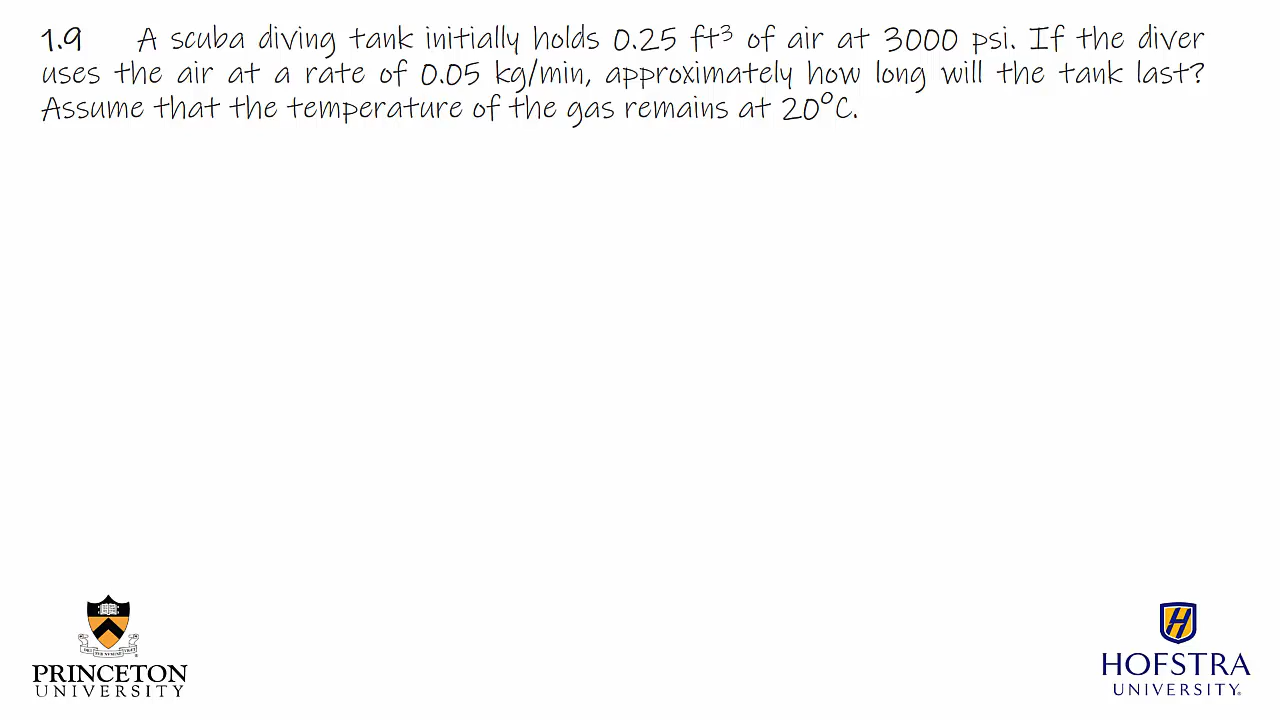 1.9 A scuba diving tank initially holds 0.25 ft³ of air at 3000 psi. If the diver
uses the air at a rate of 0.05 kg/min, approximately how long will the tank last?
Assume that the temperature of the gas remains at 20°C.
PRINCETON
UNIVERSITY
HOFSTRA
UNIVERSITY®